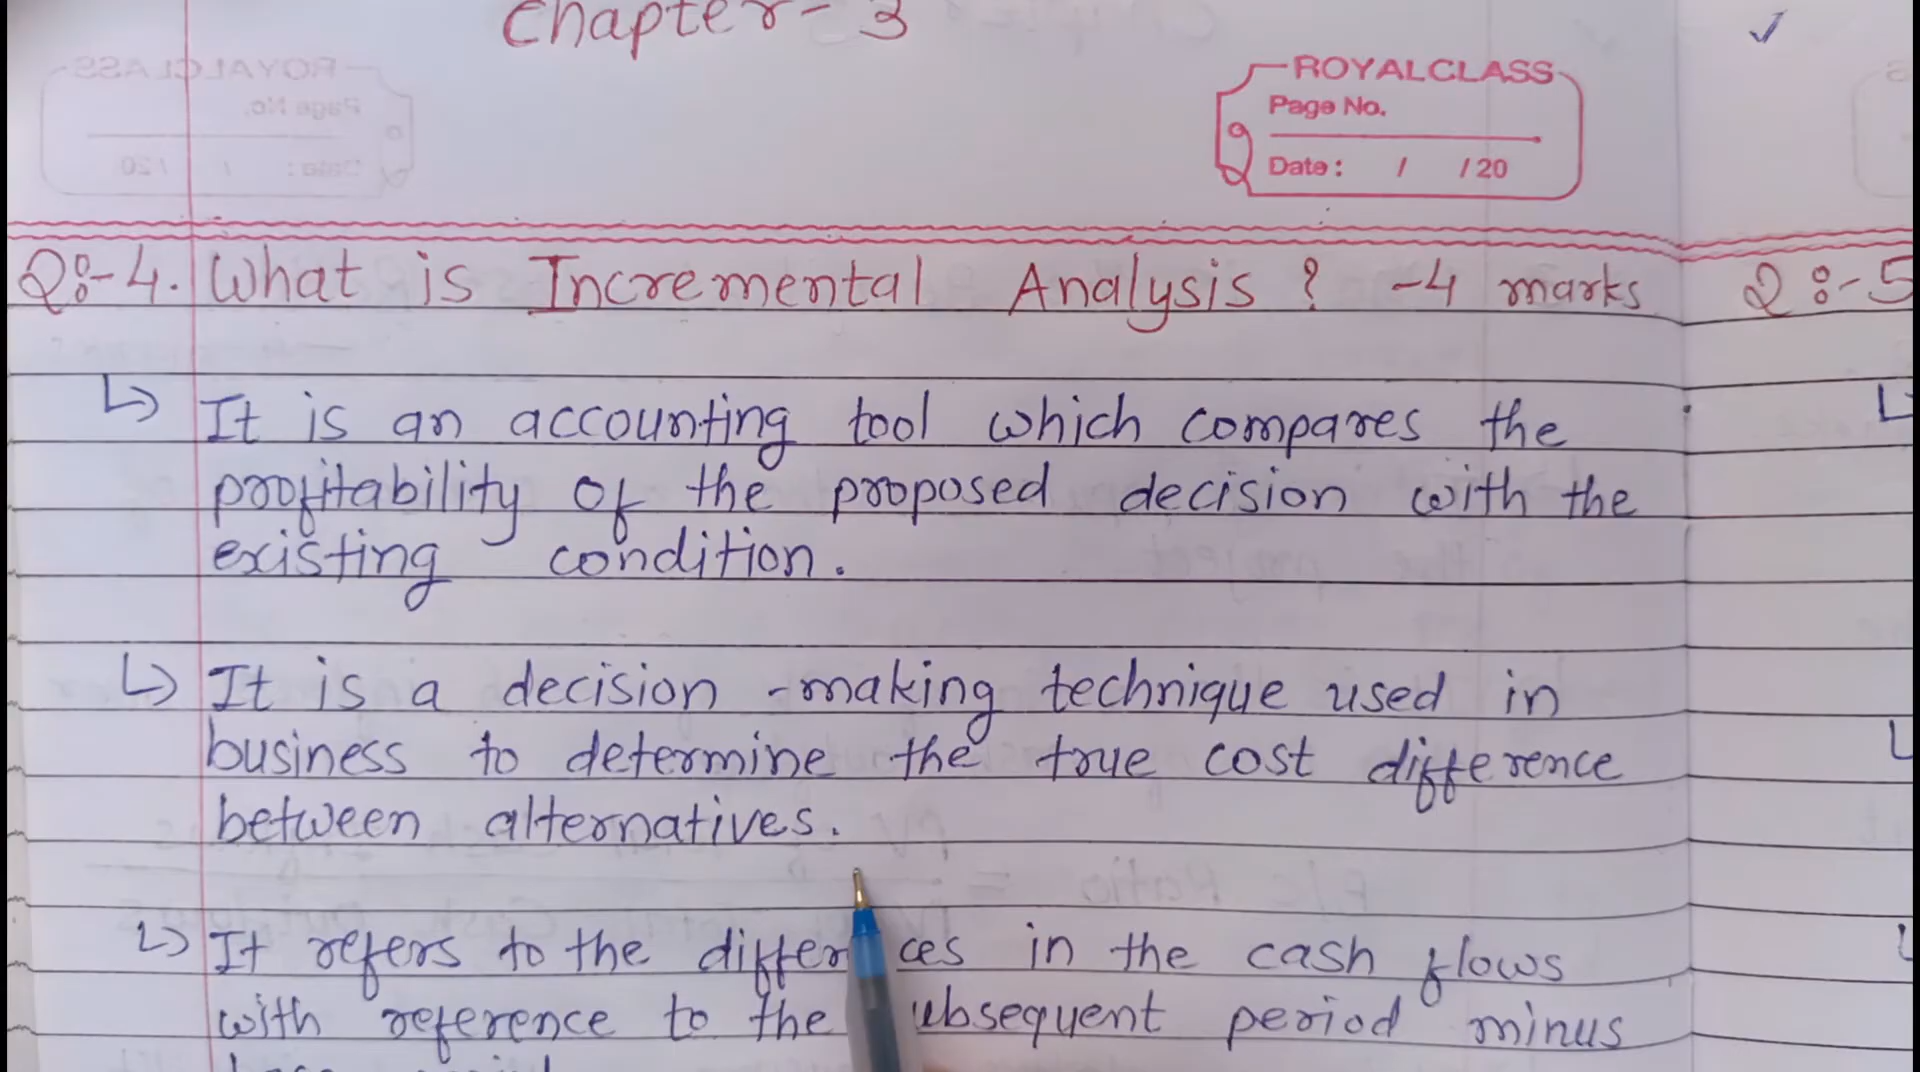 Chapter-3
ROYALCLASS
Page No.
Date: / /20
Q:-4. What is Incremental Analysis? -4 marks
Q:-5
↳ It is an accounting tool which compares the
profitability of the proposed decision with the
existing condition.
↳ It is a decision-making technique used in
business to determine the true cost difference
between alternatives.
↳ It refers to the differ ces in the cash flows
with reference to the ubsequent period minus